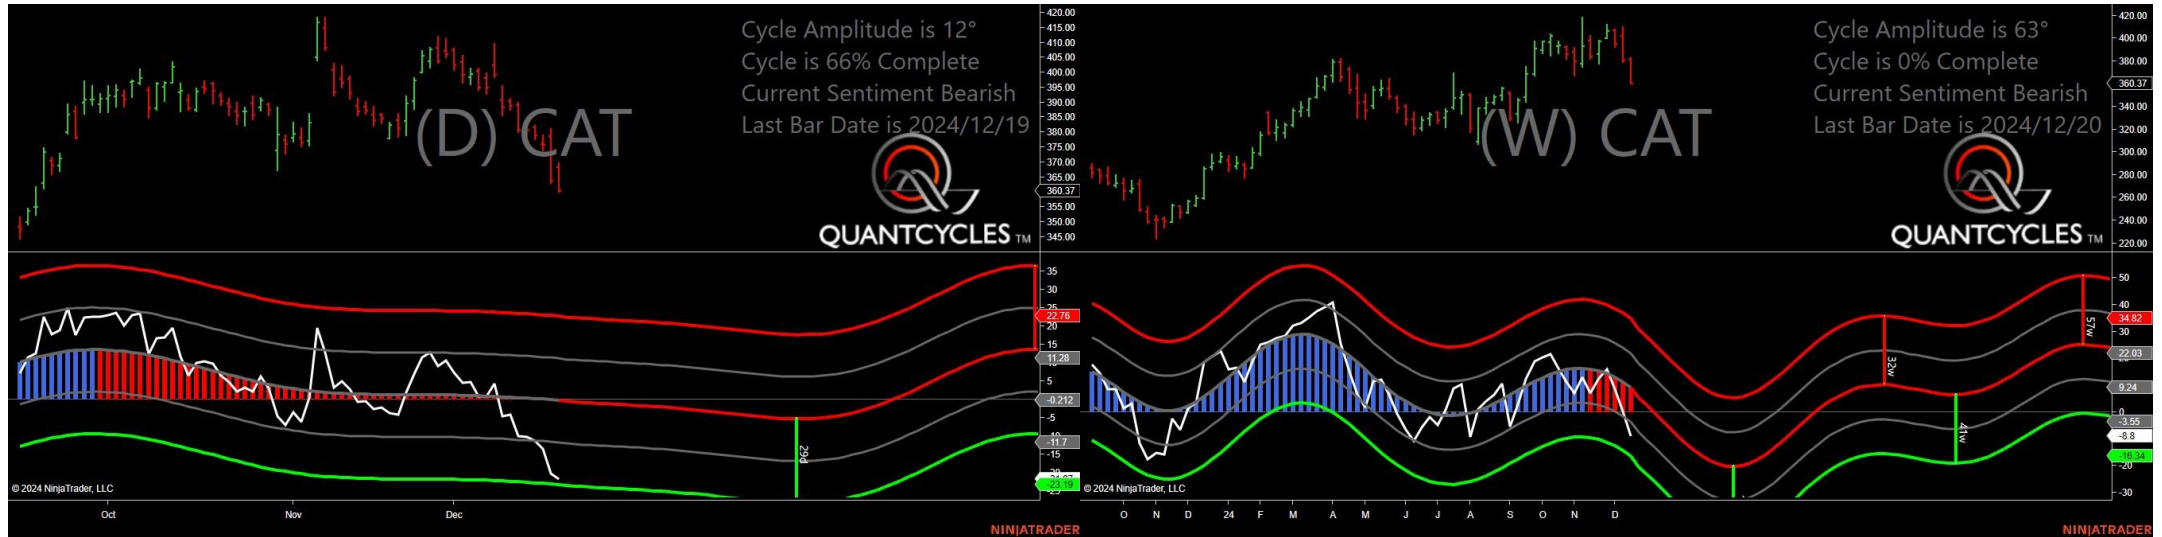 Cycle Amplitude is 12°
Cycle is 66% Complete
Current Sentiment Bearish
Last Bar Date is 2024/12/19
(D) CAT
QUANTCYCLES TM
420.00
415.00
410.00
405.00
400.00
395.00
390.00
385.00
380.00
375.00
370.00
365.00
360.37
355.00
350.00
345.00
35
30
25
22.76
20
15
11.28
5
-0.212
-5
-11.7
-15
-23.19
29d
© 2024 NinjaTrader, LLC
Oct Nov Dec
NINJATRADER
Cycle Amplitude is 63°
Cycle is 0% Complete
Current Sentiment Bearish
Last Bar Date is 2024/12/20
(W) CAT
QUANTCYCLES TM
420.00
400.00
380.00
360.37
340.00
320.00
300.00
280.00
260.00
240.00
220.00
50
40
34.82
30
22.03
9.24
0
-3.55
-8.8
-16.34
-20
-30
32w
41w
57w
© 2024 NinjaTrader, LLC
O N D 24 F M A M J J A S O N D
NINJATRADER